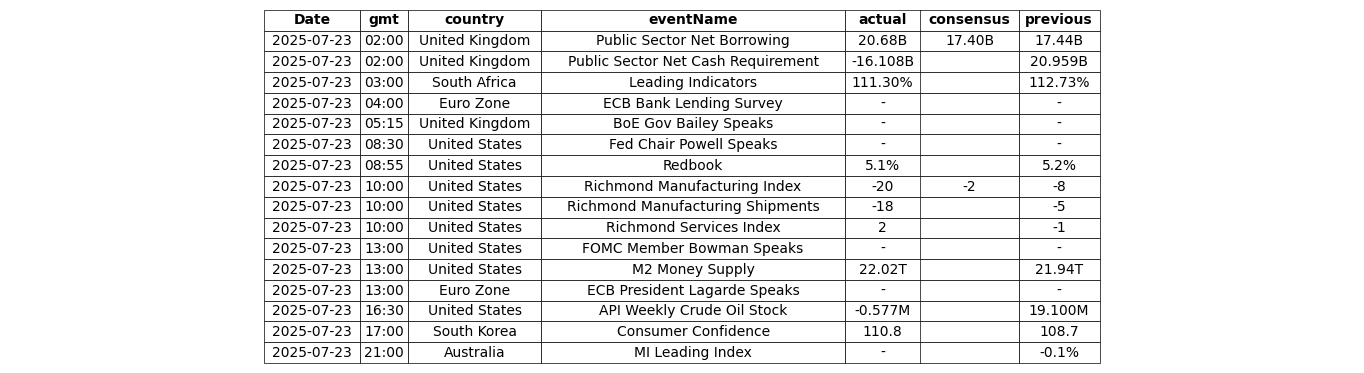 Date gmt country eventName actual consensus previous
2025-07-23 02:00 United Kingdom Public Sector Net Borrowing 20.68B 17.40B 17.44B
2025-07-23 02:00 United Kingdom Public Sector Net Cash Requirement -16.108B 20.959B
2025-07-23 03:00 South Africa Leading Indicators 111.30% 112.73%
2025-07-23 04:00 Euro Zone ECB Bank Lending Survey - -
2025-07-23 05:15 United Kingdom BoE Gov Bailey Speaks - -
2025-07-23 08:30 United States Fed Chair Powell Speaks - -
2025-07-23 08:55 United States Redbook 5.1% 5.2%
2025-07-23 10:00 United States Richmond Manufacturing Index -20 -2 -8
2025-07-23 10:00 United States Richmond Manufacturing Shipments -18 -5
2025-07-23 10:00 United States Richmond Services Index 2 -1
2025-07-23 13:00 United States FOMC Member Bowman Speaks - -
2025-07-23 13:00 United States M2 Money Supply 22.02T 21.94T
2025-07-23 13:00 Euro Zone ECB President Lagarde Speaks - -
2025-07-23 16:30 United States API Weekly Crude Oil Stock -0.577M 19.100M
2025-07-23 17:00 South Korea Consumer Confidence 110.8 108.7
2025-07-23 21:00 Australia MI Leading Index - -0.1%